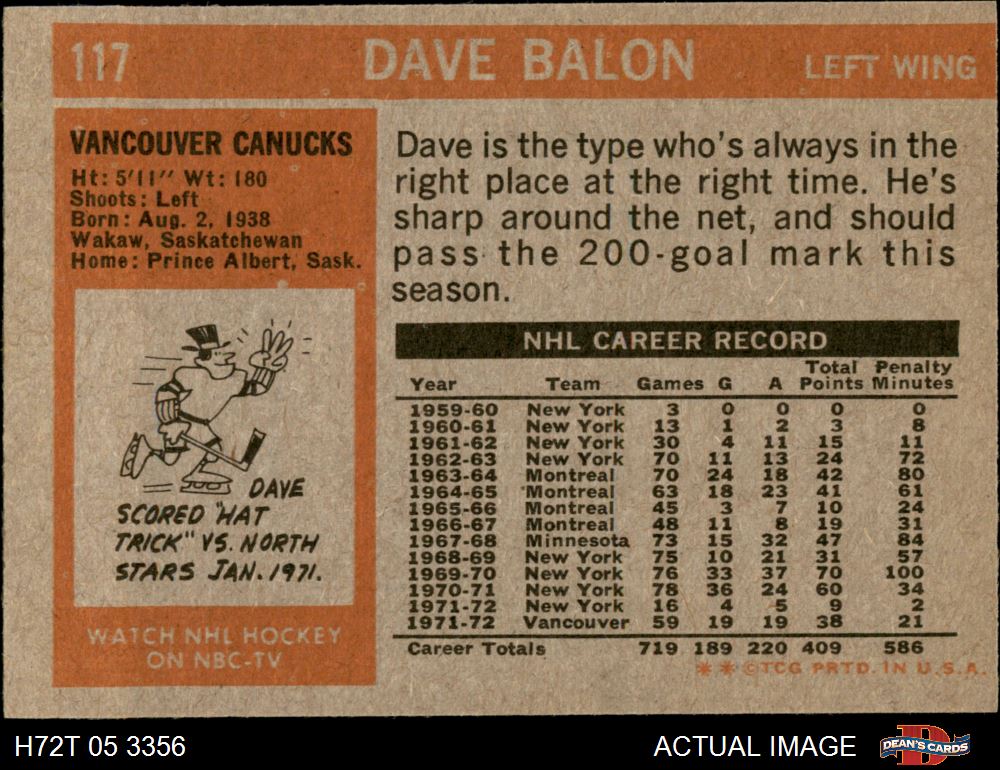 117 DAVE BALON LEFT WING
VANCOUVER CANUCKS
Ht: 5'11" Wt: 180
Shoots: Left
Born: Aug. 2, 1938
Wakaw, Saskatchewan
Home: Prince Albert, Sask.
DAVE
SCORED "HAT
TRICK" VS. NORTH
STARS JAN. 1971.
WATCH NHL HOCKEY
ON NBC-TV
Dave is the type who's always in the
right place at the right time. He's
sharp around the net, and should
pass the 200-goal mark this
season.
NHL CAREER RECORD
Total Penalty
Year Team Games G A Points Minutes
1959-60 New York 3 0 0 0 0
1960-61 New York 13 1 2 3 8
1961-62 New York 30 4 11 15 11
1962-63 New York 70 11 13 24 72
1963-64 Montreal 70 24 18 42 80
1964-65 Montreal 63 18 23 41 61
1965-66 Montreal 45 3 7 10 24
1966-67 Montreal 48 11 8 19 31
1967-68 Minnesota 73 15 32 47 84
1968-69 New York 75 10 21 31 57
1969-70 New York 76 33 37 70 100
1970-71 New York 78 36 24 60 34
1971-72 New York 16 4 5 9 2
1971-72 Vancouver 59 19 19 38 21
Career Totals 719 189 220 409 586
**©TCG PRTD. IN U.S.A.
H72T 05 3356 ACTUAL IMAGE DEAN'S CARDS